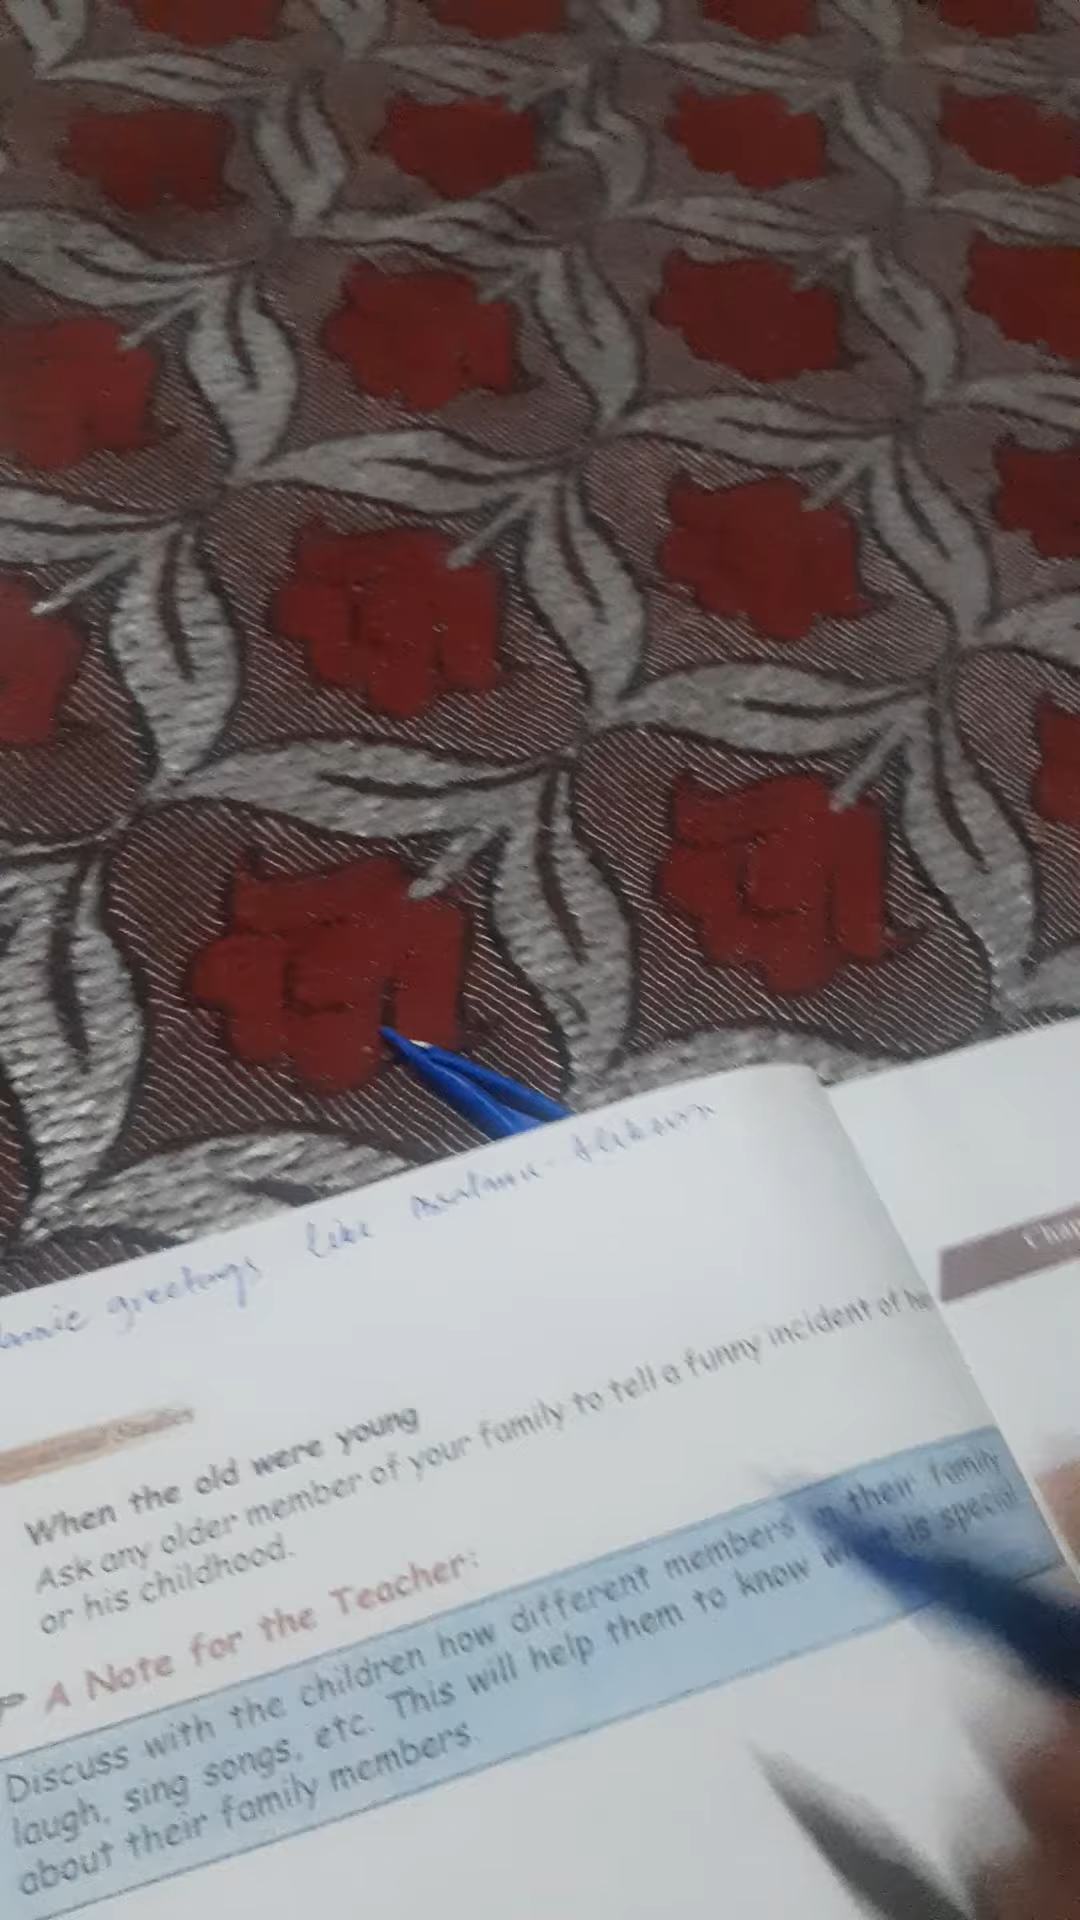 greetings like
Chap
When the old were young
Ask any older member of your family to tell a funny incident of he
or his childhood.
A Note for the Teacher:
Discuss with the children how different members in their family
laugh, sing songs, etc. This will help them to know what is special
about their family members.